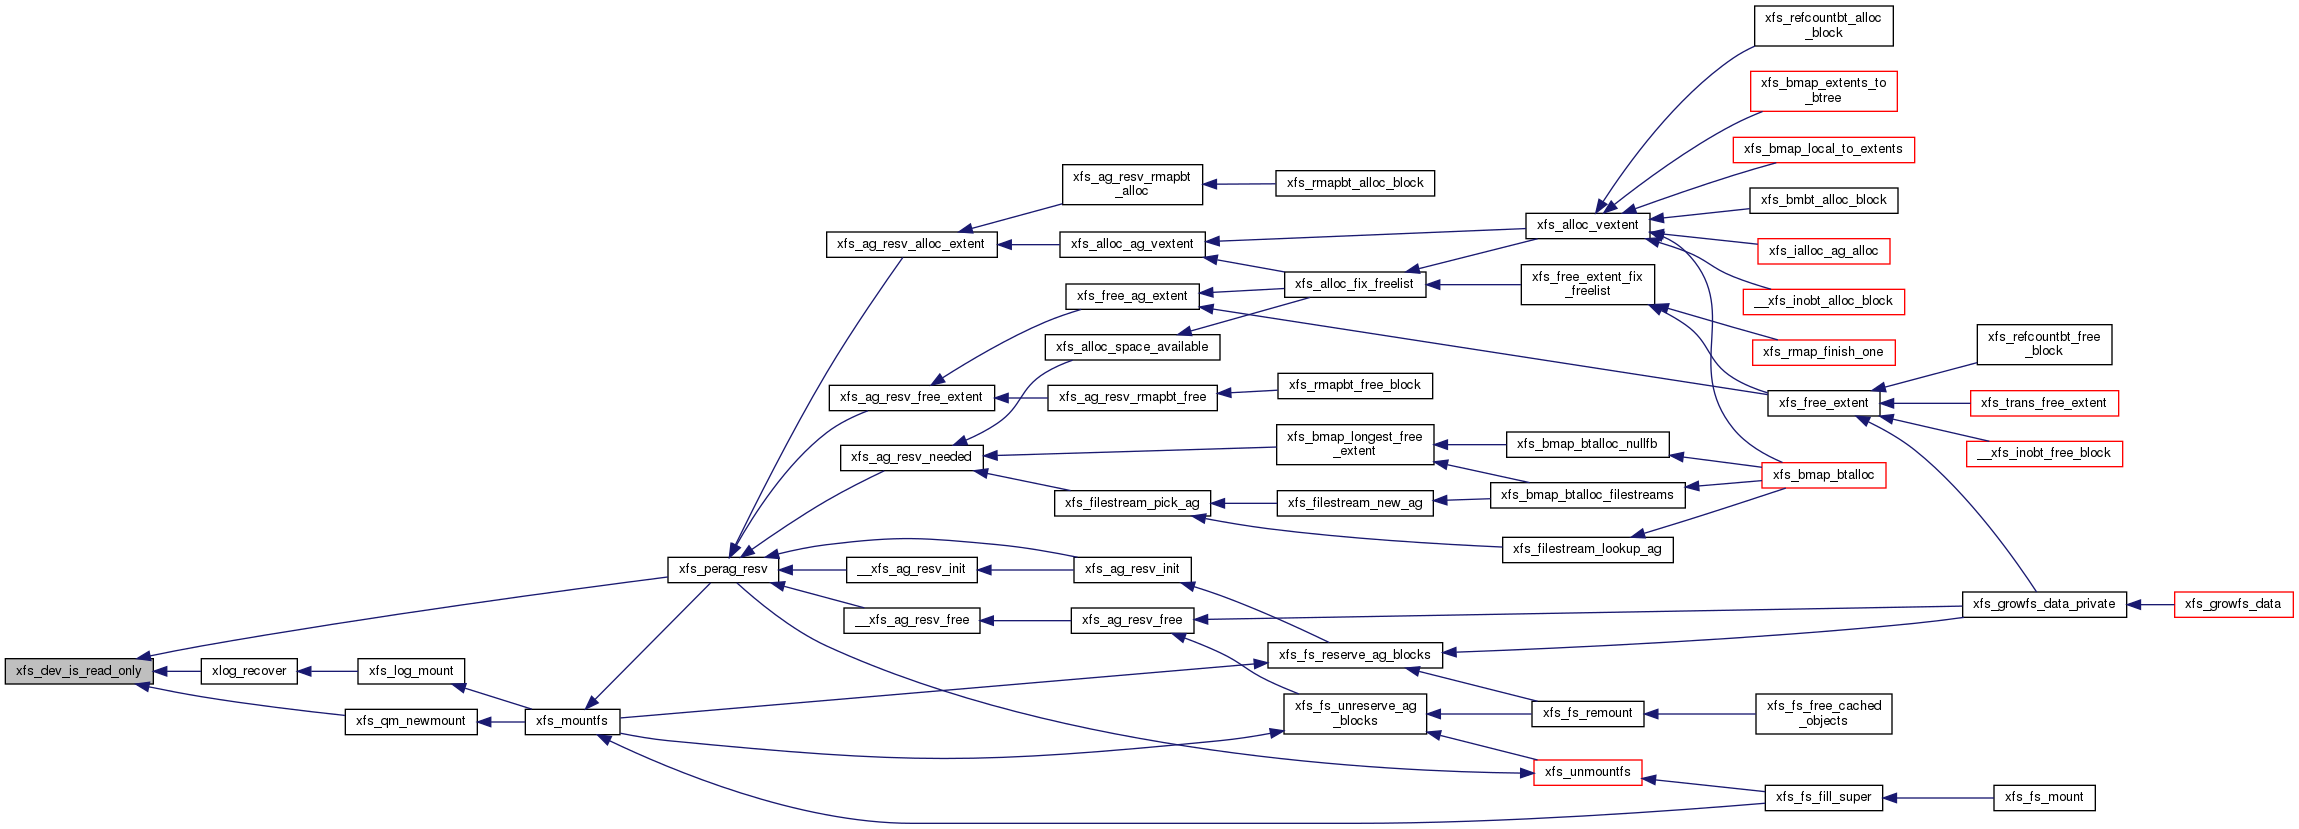 xfs_refcountbt_alloc
_block
xfs_bmap_extents_to
_btree
xfs_bmap_local_to_extents
xfs_ag_resv_rmapbt
_alloc
xfs_rmapbt_alloc_block
xfs_bmbt_alloc_block
xfs_alloc_vextent
xfs_ag_resv_alloc_extent
xfs_alloc_ag_vextent
xfs_ialloc_ag_alloc
xfs_free_extent_fix
_freelist
xfs_alloc_fix_freelist
xfs_free_ag_extent
__xfs_inobt_alloc_block
xfs_refcountbt_free
_block
xfs_alloc_space_available
xfs_rmap_finish_one
xfs_rmapbt_free_block
xfs_ag_resv_free_extent
xfs_ag_resv_rmapbt_free
xfs_free_extent
xfs_trans_free_extent
xfs_bmap_longest_free
_extent
xfs_bmap_btalloc_nullfb
xfs_ag_resv_needed
__xfs_inobt_free_block
xfs_bmap_btalloc
xfs_bmap_btalloc_filestreams
xfs_filestream_pick_ag
xfs_filestream_new_ag
xfs_filestream_lookup_ag
xfs_perag_resv
__xfs_ag_resv_init
xfs_ag_resv_init
xfs_growfs_data_private
xfs_growfs_data
__xfs_ag_resv_free
xfs_ag_resv_free
xfs_fs_reserve_ag_blocks
xfs_dev_is_read_only
xlog_recover
xfs_log_mount
xfs_fs_unreserve_ag
_blocks
xfs_fs_remount
xfs_fs_free_cached
_objects
xfs_qm_newmount
xfs_mountfs
xfs_unmountfs
xfs_fs_fill_super
xfs_fs_mount